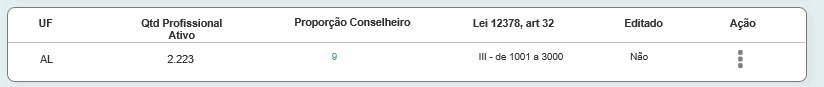 UF Qtd Profissional Ativo Proporção Conselheiro Lei 12378, art 32 Editado Ação
AL 2.223 9 III - de 1001 a 3000 Não